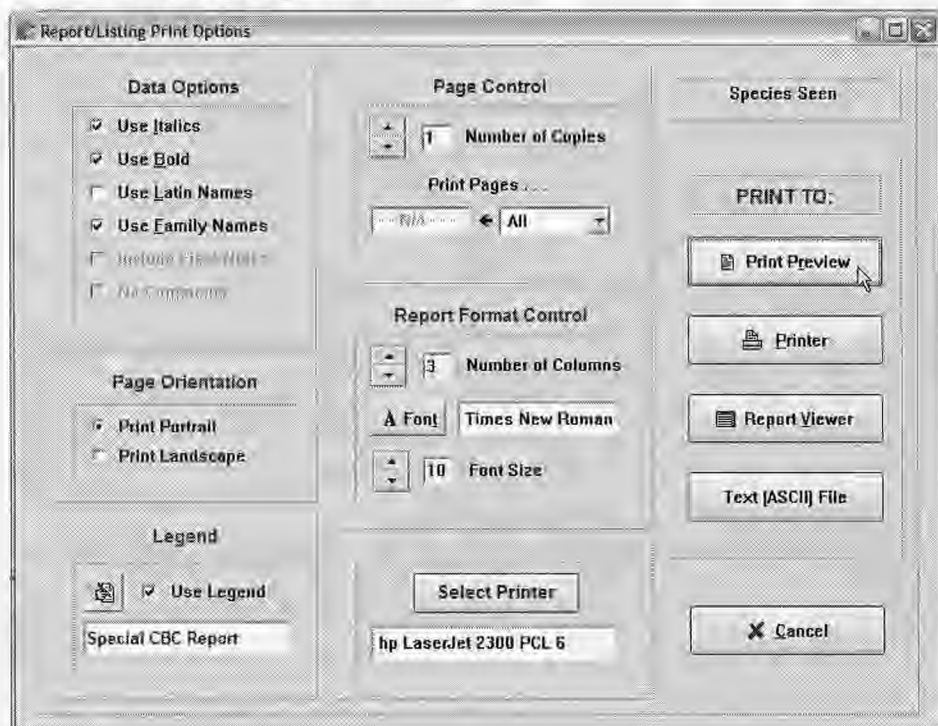 Report/Listing Print Options
Data Options
Use Italics
Use Bold
Use Latin Names
Use Family Names
No Comments
Page Orientation
Print Portrait
Print Landscape
Legend
Use Legend
Special CBC Report
Page Control
1 Number of Copies
Print Pages . . .
--N/A-- All
Report Format Control
3 Number of Columns
A Font Times New Roman
10 Font Size
Select Printer
hp LaserJet 2300 PCL 6
Species Seen
PRINT TO:
Print Preview
Printer
Report Viewer
Text (ASCII) File
Cancel